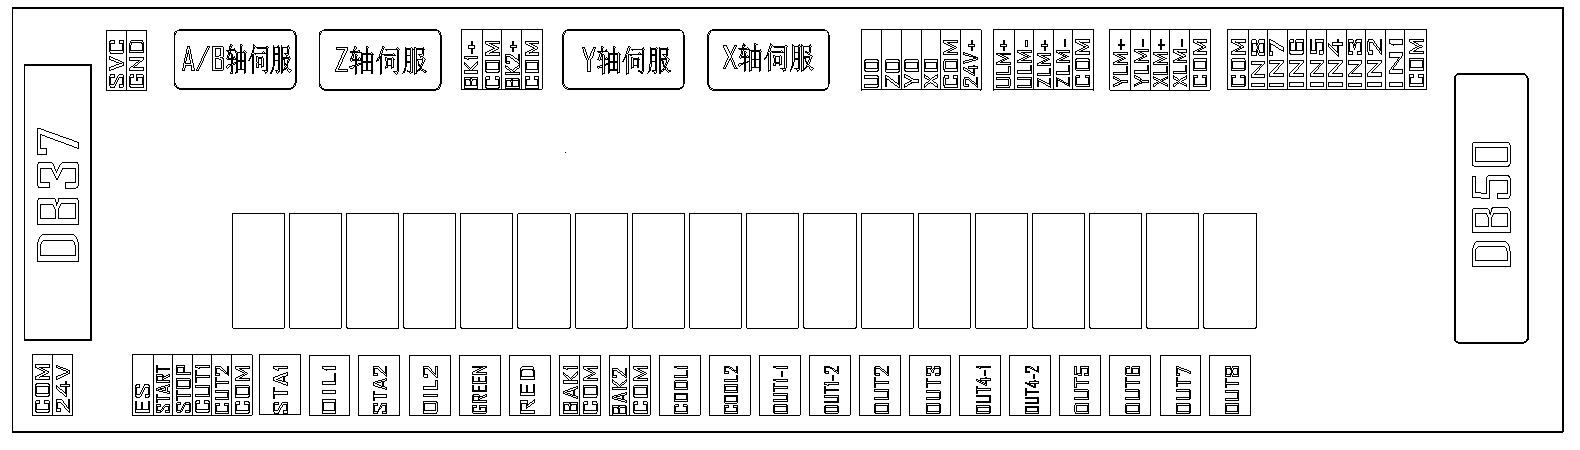 SVC
GND
A/B轴伺服
Z轴伺服
BK1+
COM
BK2+
COM
Y轴伺服
X轴伺服
U0
Z0
Y0
X0
COM
24V+
ULM+
ULM-
ZLM+
ZLM-
COM
YLM+
YLM-
XLM+
XLM-
COM
COM
IN8
IN7
IN6
IN5
IN4
IN3
IN2
IN1
COM
DB37
DB50
COM
24V
ES
START
STOP
CUT1
CUT2
COM
STA1
OIL1
STA2
OIL2
GREEN
RED
BAK1
COM
BAK2
COM
COOL1
COOL2
OUT1-1
OUT1-2
OUT2
OUT3
OUT4-1
OUT4-2
OUT5
OUT6
OUT7
OUT8